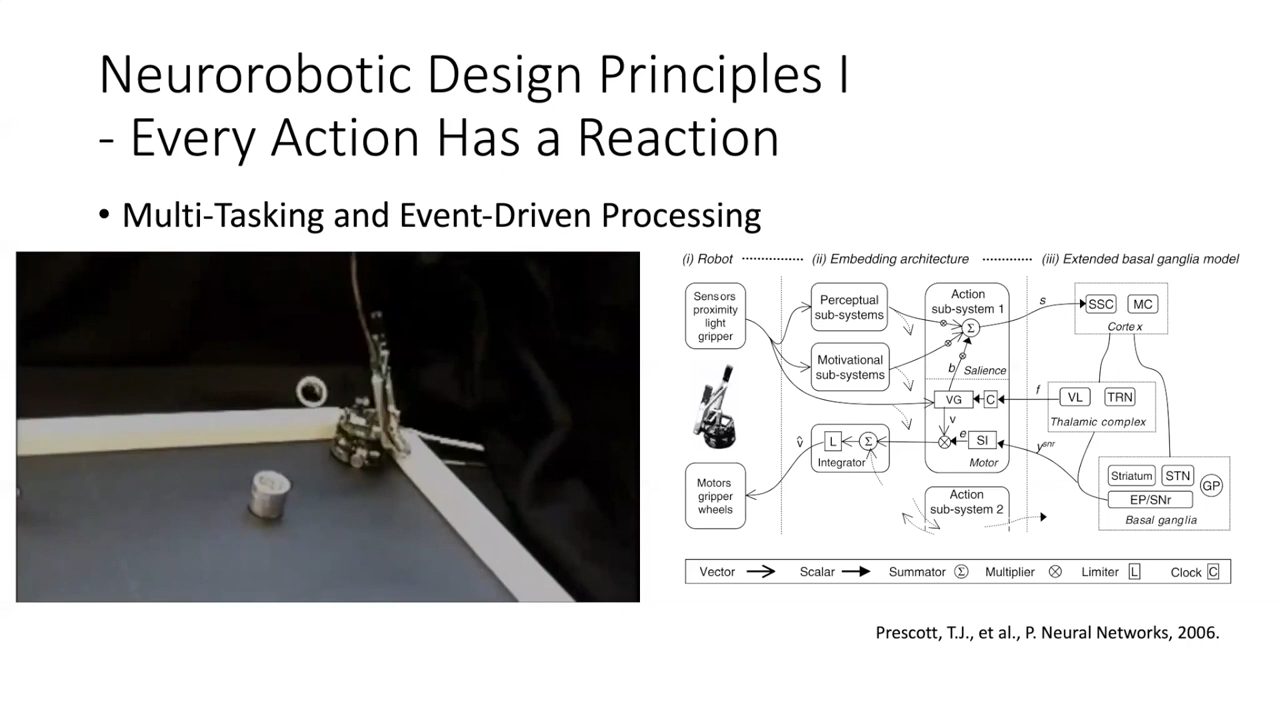 Neurorobotic Design Principles I
- Every Action Has a Reaction
• Multi-Tasking and Event-Driven Processing
(i) Robot
(ii) Embedding architecture
(iii) Extended basal ganglia model
Sensors
proximity
light
gripper
Perceptual
sub-systems
Motivational
sub-systems
Action
sub-system 1
Σ
b
Salience
VG
C
v
e
SI
Motor
L
Σ
Integrator
v̂
Motors
gripper
wheels
Action
sub-system 2
s
SSC
MC
Cortex
f
VL
TRN
Thalamic complex
y^snr
Striatum
STN
GP
EP/SNr
Basal ganglia
Vector
Scalar
Summator Σ
Multiplier
Limiter L
Clock C
Prescott, T.J., et al., P. Neural Networks, 2006.